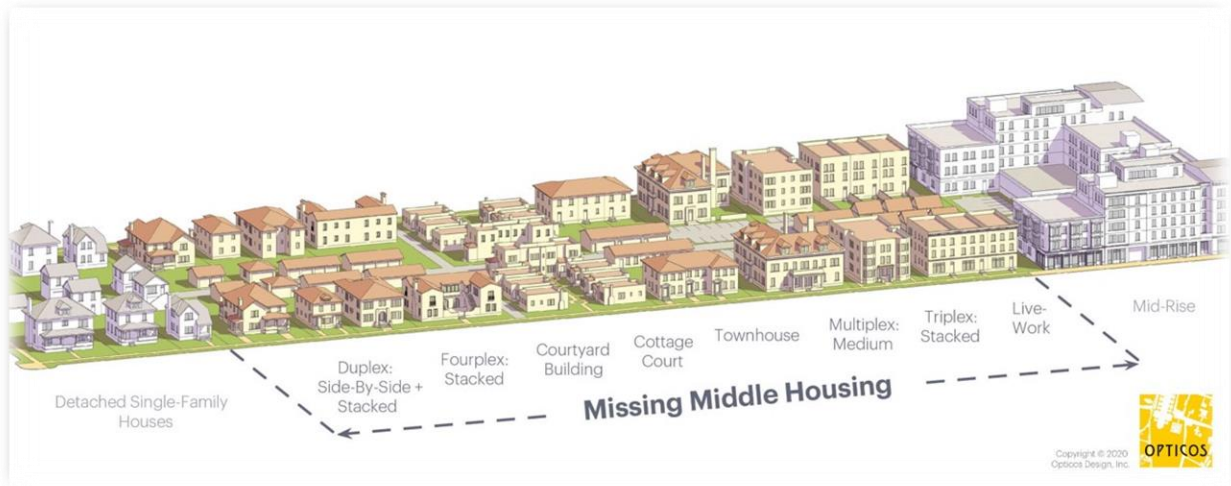 Detached Single-Family
Houses
Duplex:
Side-By-Side +
Stacked
Fourplex:
Stacked
Courtyard
Building
Cottage
Court
Townhouse
Multiplex:
Medium
Triplex:
Stacked
Live-
Work
Mid-Rise
Missing Middle Housing
Copyright © 2020
Opticos Design, Inc.
OPTICOS